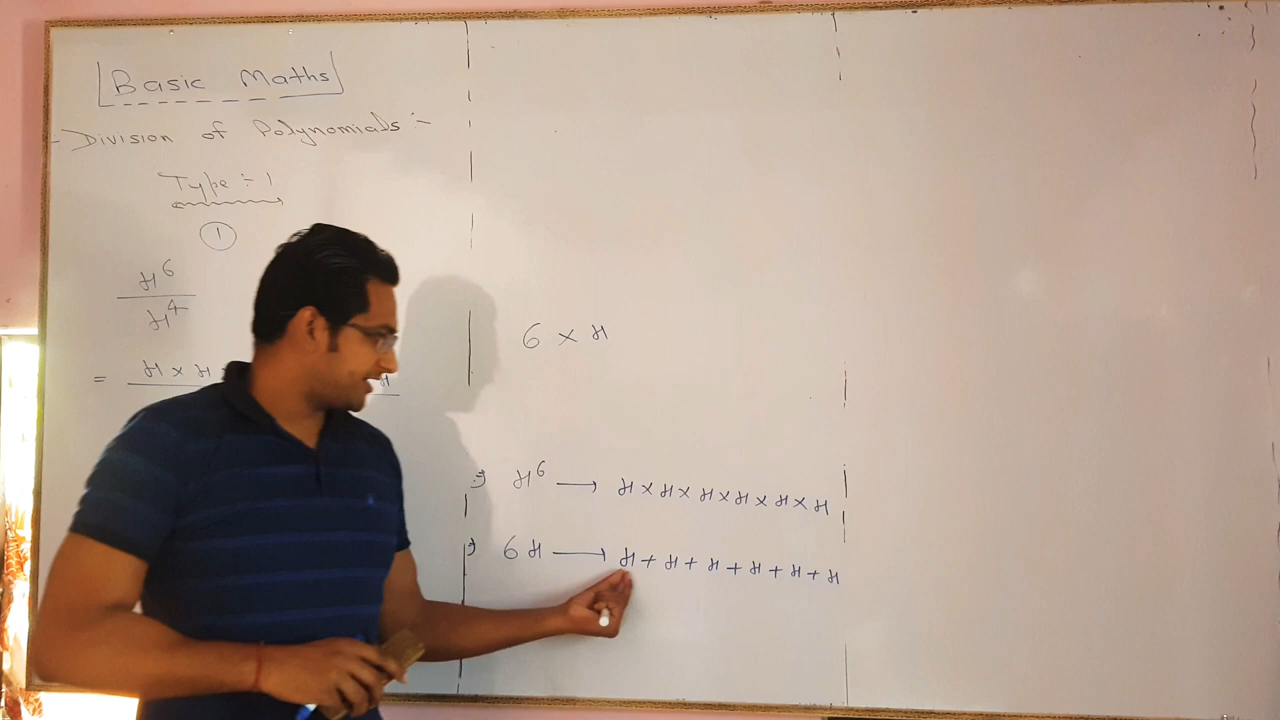 Basic Maths
- Division of Polynomials :-
Type :- 1
1
x^6
x^4
= x × x x
6 × x
x^6 → x × x × x × x × x × x
6x → x + x + x + x + x + x